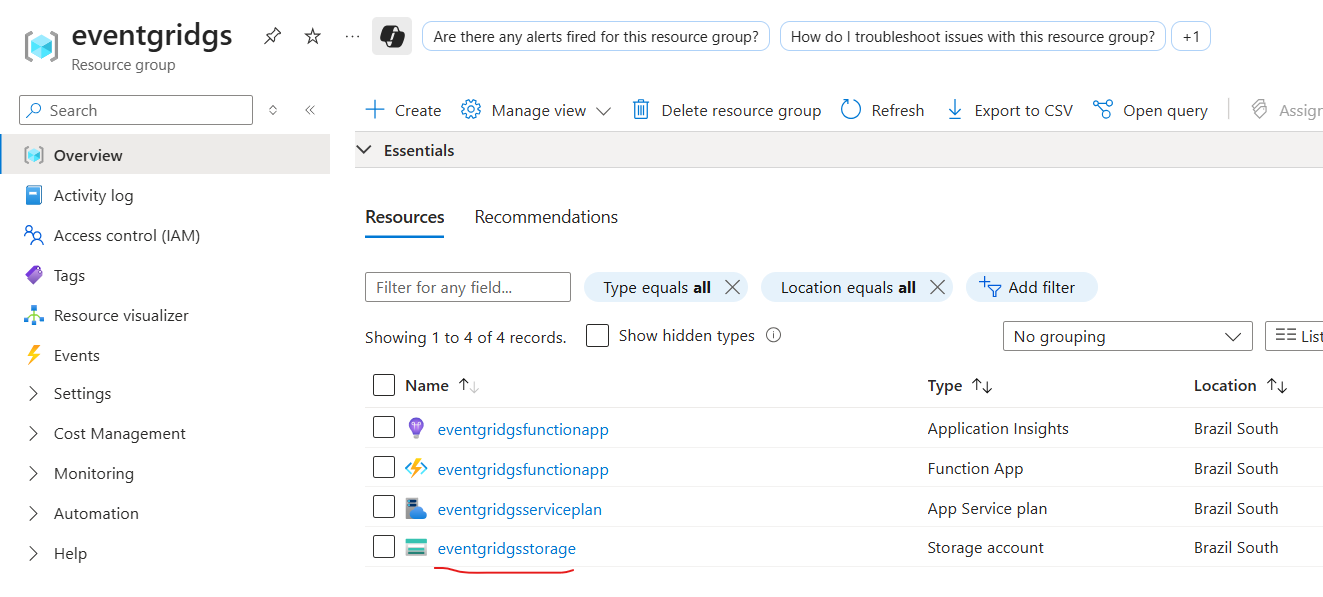 eventgridgs
Resource group
Are there any alerts fired for this resource group?
How do I troubleshoot issues with this resource group?
+1
Search
Create
Manage view
Delete resource group
Refresh
Export to CSV
Open query
Assign
Overview
Activity log
Access control (IAM)
Tags
Resource visualizer
Events
Settings
Cost Management
Monitoring
Automation
Help
Essentials
Resources Recommendations
Filter for any field...
Type equals all
Location equals all
Add filter
Showing 1 to 4 of 4 records.
Show hidden types
No grouping
List
Name Type Location
eventgridgsfunctionapp Application Insights Brazil South
eventgridgsfunctionapp Function App Brazil South
eventgridgsserviceplan App Service plan Brazil South
eventgridgsstorage Storage account Brazil South